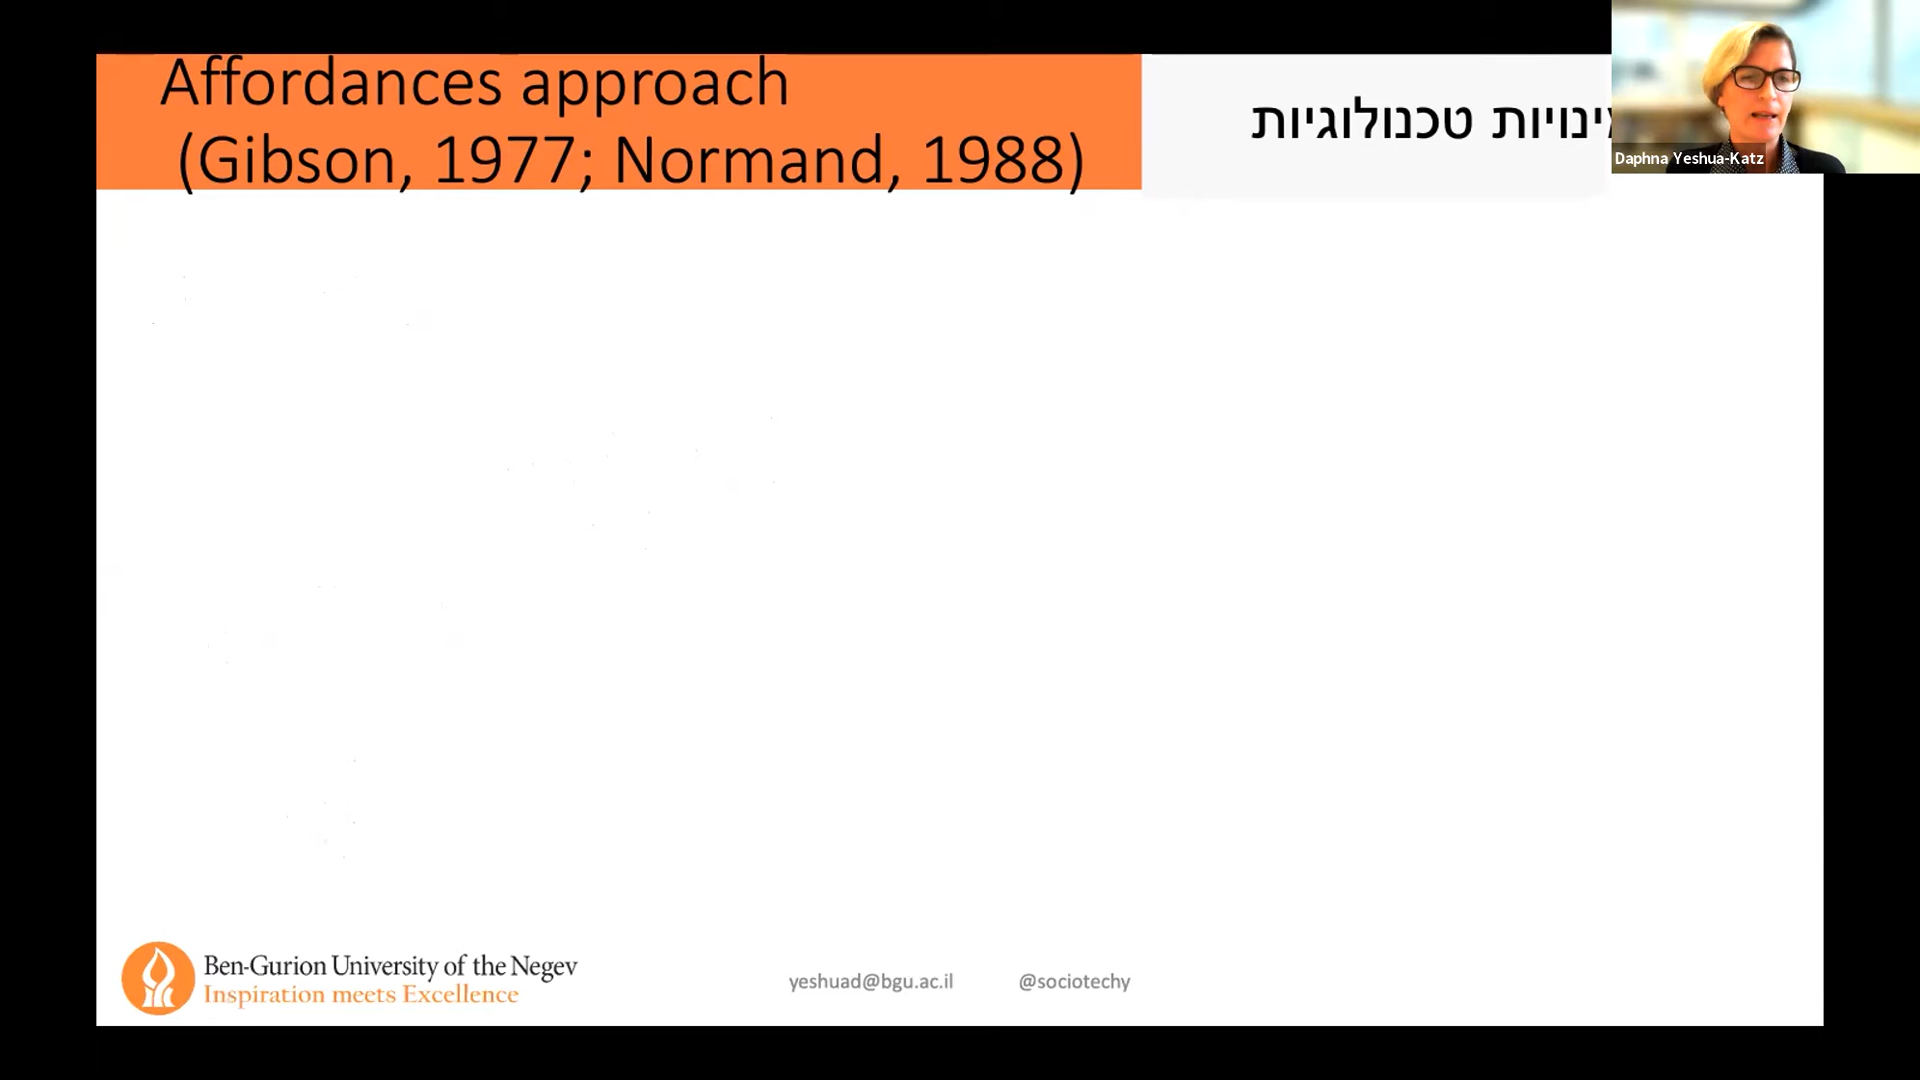 Affordances approach
(Gibson, 1977; Normand, 1988)
טכנולוגיות
Daphna Yeshua-Katz
Ben-Gurion University of the Negev
Inspiration meets Excellence
yeshuad@bgu.ac.il
@sociotechy